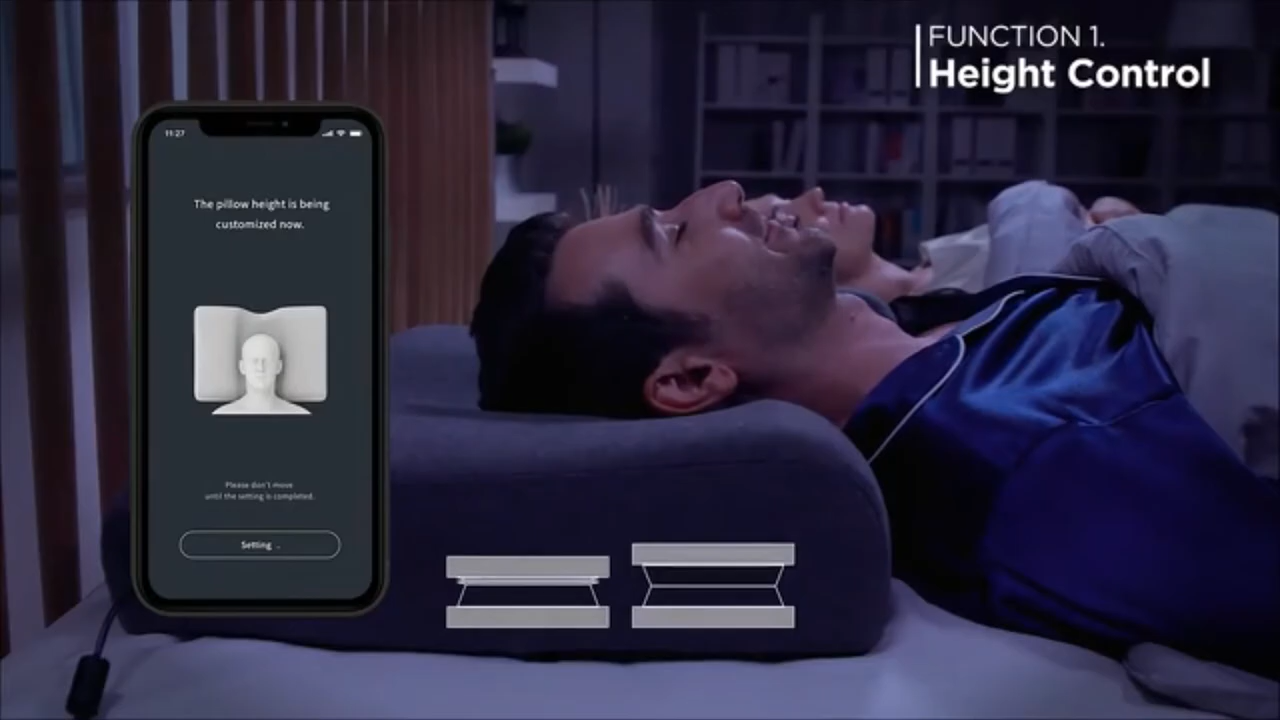 FUNCTION 1.
Height Control
11:27
The pillow height is being
customized now.
Please don't move
until the setting is completed.
Setting ..